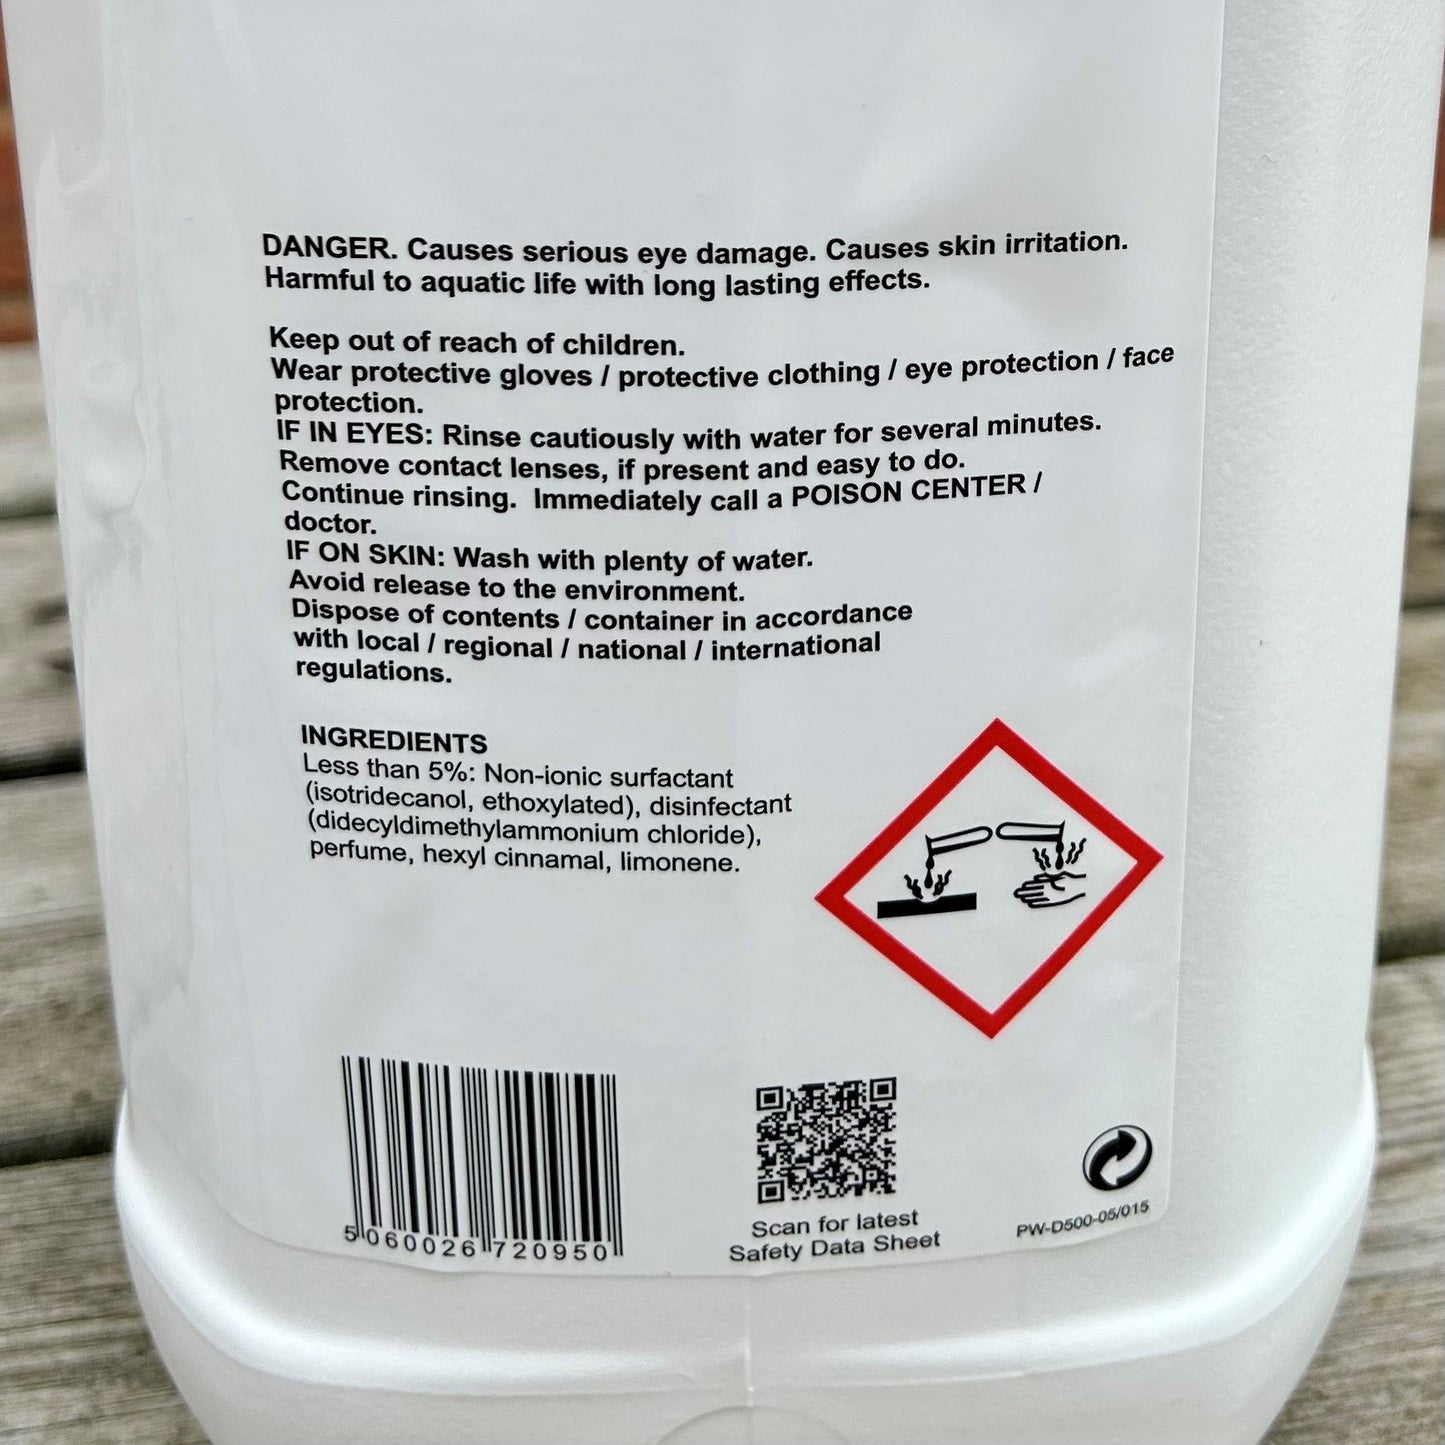 DANGER. Causes serious eye damage. Causes skin irritation.
Harmful to aquatic life with long lasting effects.
Keep out of reach of children.
Wear protective gloves / protective clothing / eye protection / face
protection.
IF IN EYES: Rinse cautiously with water for several minutes.
Remove contact lenses, if present and easy to do.
Continue rinsing. Immediately call a POISON CENTER /
doctor.
IF ON SKIN: Wash with plenty of water.
Avoid release to the environment.
Dispose of contents / container in accordance
with local / regional / national / international
regulations.
INGREDIENTS
Less than 5%: Non-ionic surfactant
(isotridecanol, ethoxylated), disinfectant
(didecyldimethylammonium chloride),
perfume, hexyl cinnamal, limonene.
5 060026 720950
Scan for latest
Safety Data Sheet
PW-D500-05/015